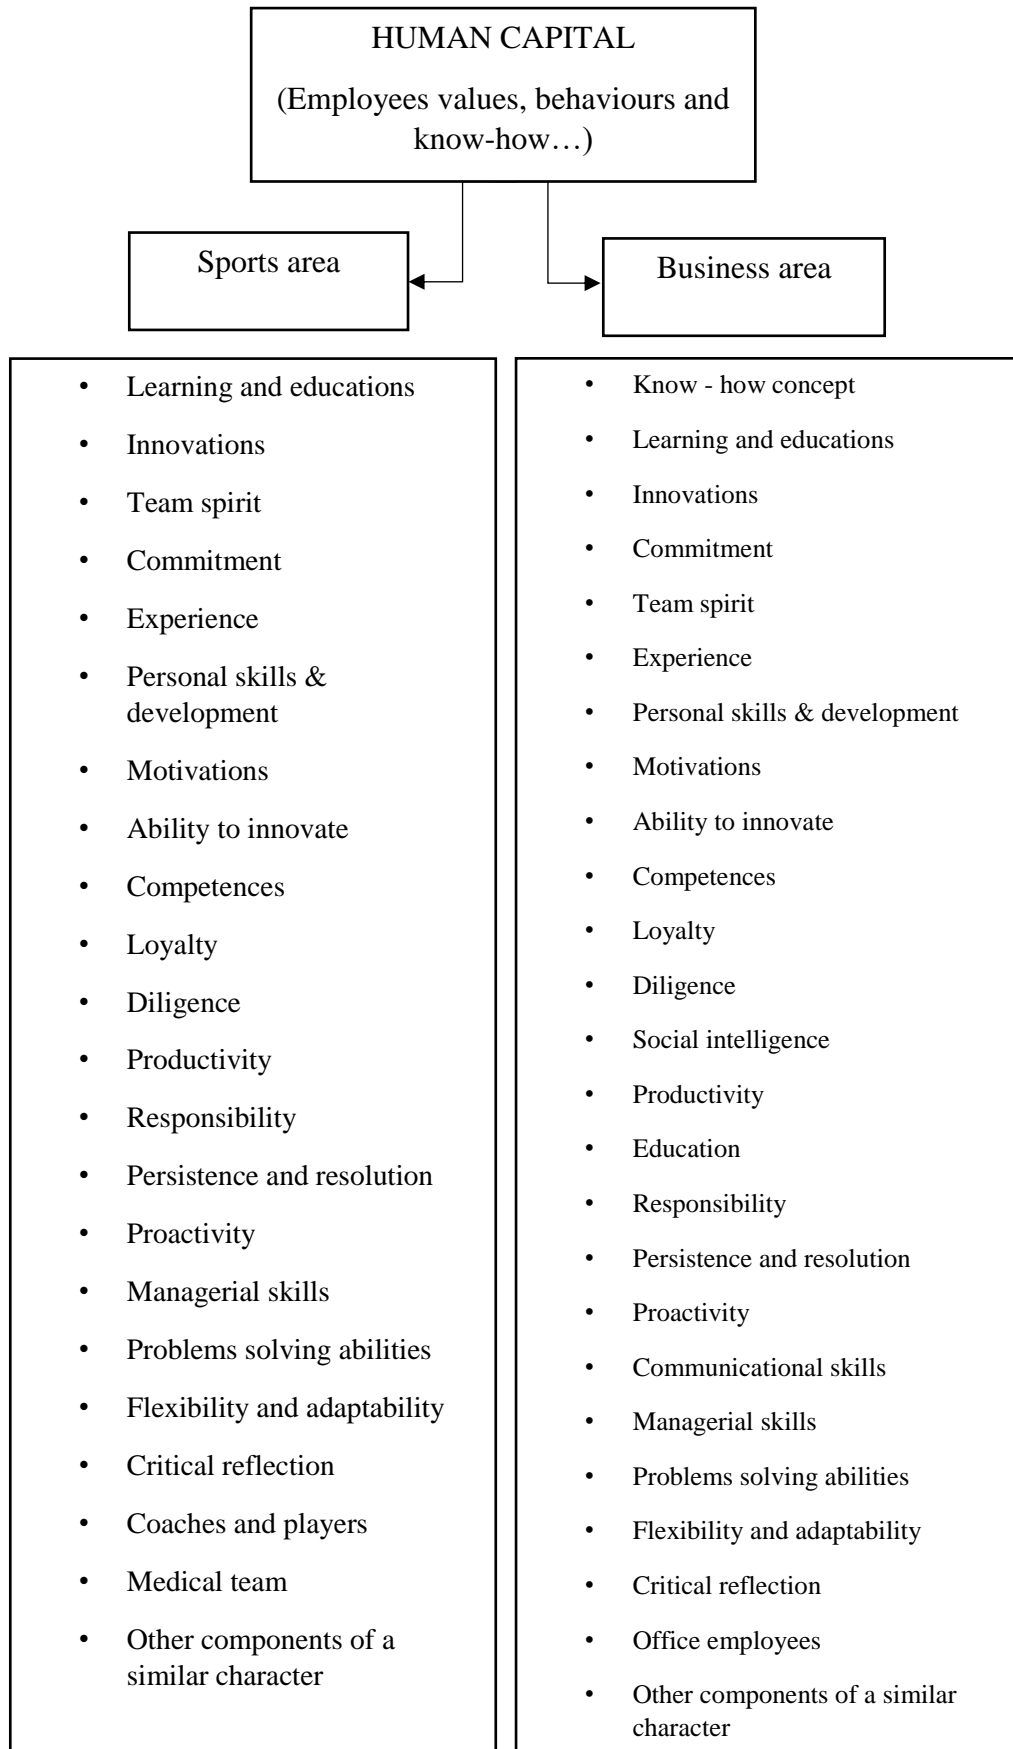 HUMAN CAPITAL
(Employees values, behaviours and
know-how…)
Sports area
Business area
• Learning and educations
• Innovations
• Team spirit
• Commitment
• Experience
• Personal skills &
development
• Motivations
• Ability to innovate
• Competences
• Loyalty
• Diligence
• Productivity
• Responsibility
• Persistence and resolution
• Proactivity
• Managerial skills
• Problems solving abilities
• Flexibility and adaptability
• Critical reflection
• Coaches and players
• Medical team
• Other components of a
similar character
• Know - how concept
• Learning and educations
• Innovations
• Commitment
• Team spirit
• Experience
• Personal skills & development
• Motivations
• Ability to innovate
• Competences
• Loyalty
• Diligence
• Social intelligence
• Productivity
• Education
• Responsibility
• Persistence and resolution
• Proactivity
• Communicational skills
• Managerial skills
• Problems solving abilities
• Flexibility and adaptability
• Critical reflection
• Office employees
• Other components of a similar
character